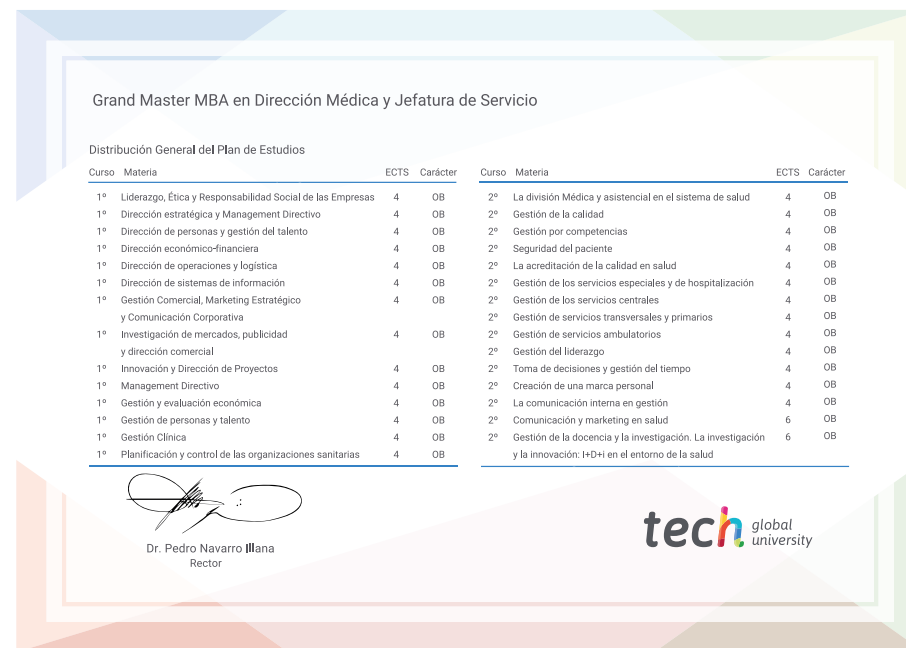 Grand Master MBA en Dirección Médica y Jefatura de Servicio
Distribución General del Plan de Estudios
Curso Materia ECTS Carácter
1º Liderazgo, Ética y Responsabilidad Social de las Empresas 4 OB
1º Dirección estratégica y Management Directivo 4 OB
1º Dirección de personas y gestión del talento 4 OB
1º Dirección económico-financiera 4 OB
1º Dirección de operaciones y logística 4 OB
1º Dirección de sistemas de información 4 OB
1º Gestión Comercial, Marketing Estratégico 4 OB
y Comunicación Corporativa
1º Investigación de mercados, publicidad 4 OB
y dirección comercial
1º Innovación y Dirección de Proyectos 4 OB
1º Management Directivo 4 OB
1º Gestión y evaluación económica 4 OB
1º Gestión de personas y talento 4 OB
1º Gestión Clínica 4 OB
1º Planificación y control de las organizaciones sanitarias 4 OB
Curso Materia ECTS Carácter
2º La división Médica y asistencial en el sistema de salud 4 OB
2º Gestión de la calidad 4 OB
2º Gestión por competencias 4 OB
2º Seguridad del paciente 4 OB
2º La acreditación de la calidad en salud 4 OB
2º Gestión de los servicios especiales y de hospitalización 4 OB
2º Gestión de los servicios centrales 4 OB
2º Gestión de servicios transversales y primarios 4 OB
2º Gestión de servicios ambulatorios 4 OB
2º Gestión del liderazgo 4 OB
2º Toma de decisiones y gestión del tiempo 4 OB
2º Creación de una marca personal 4 OB
2º La comunicación interna en gestión 4 OB
2º Comunicación y marketing en salud 6 OB
2º Gestión de la docencia y la investigación. La investigación 6 OB
y la innovación: I+D+i en el entorno de la salud
Dr. Pedro Navarro Illana
Rector
tech global
university